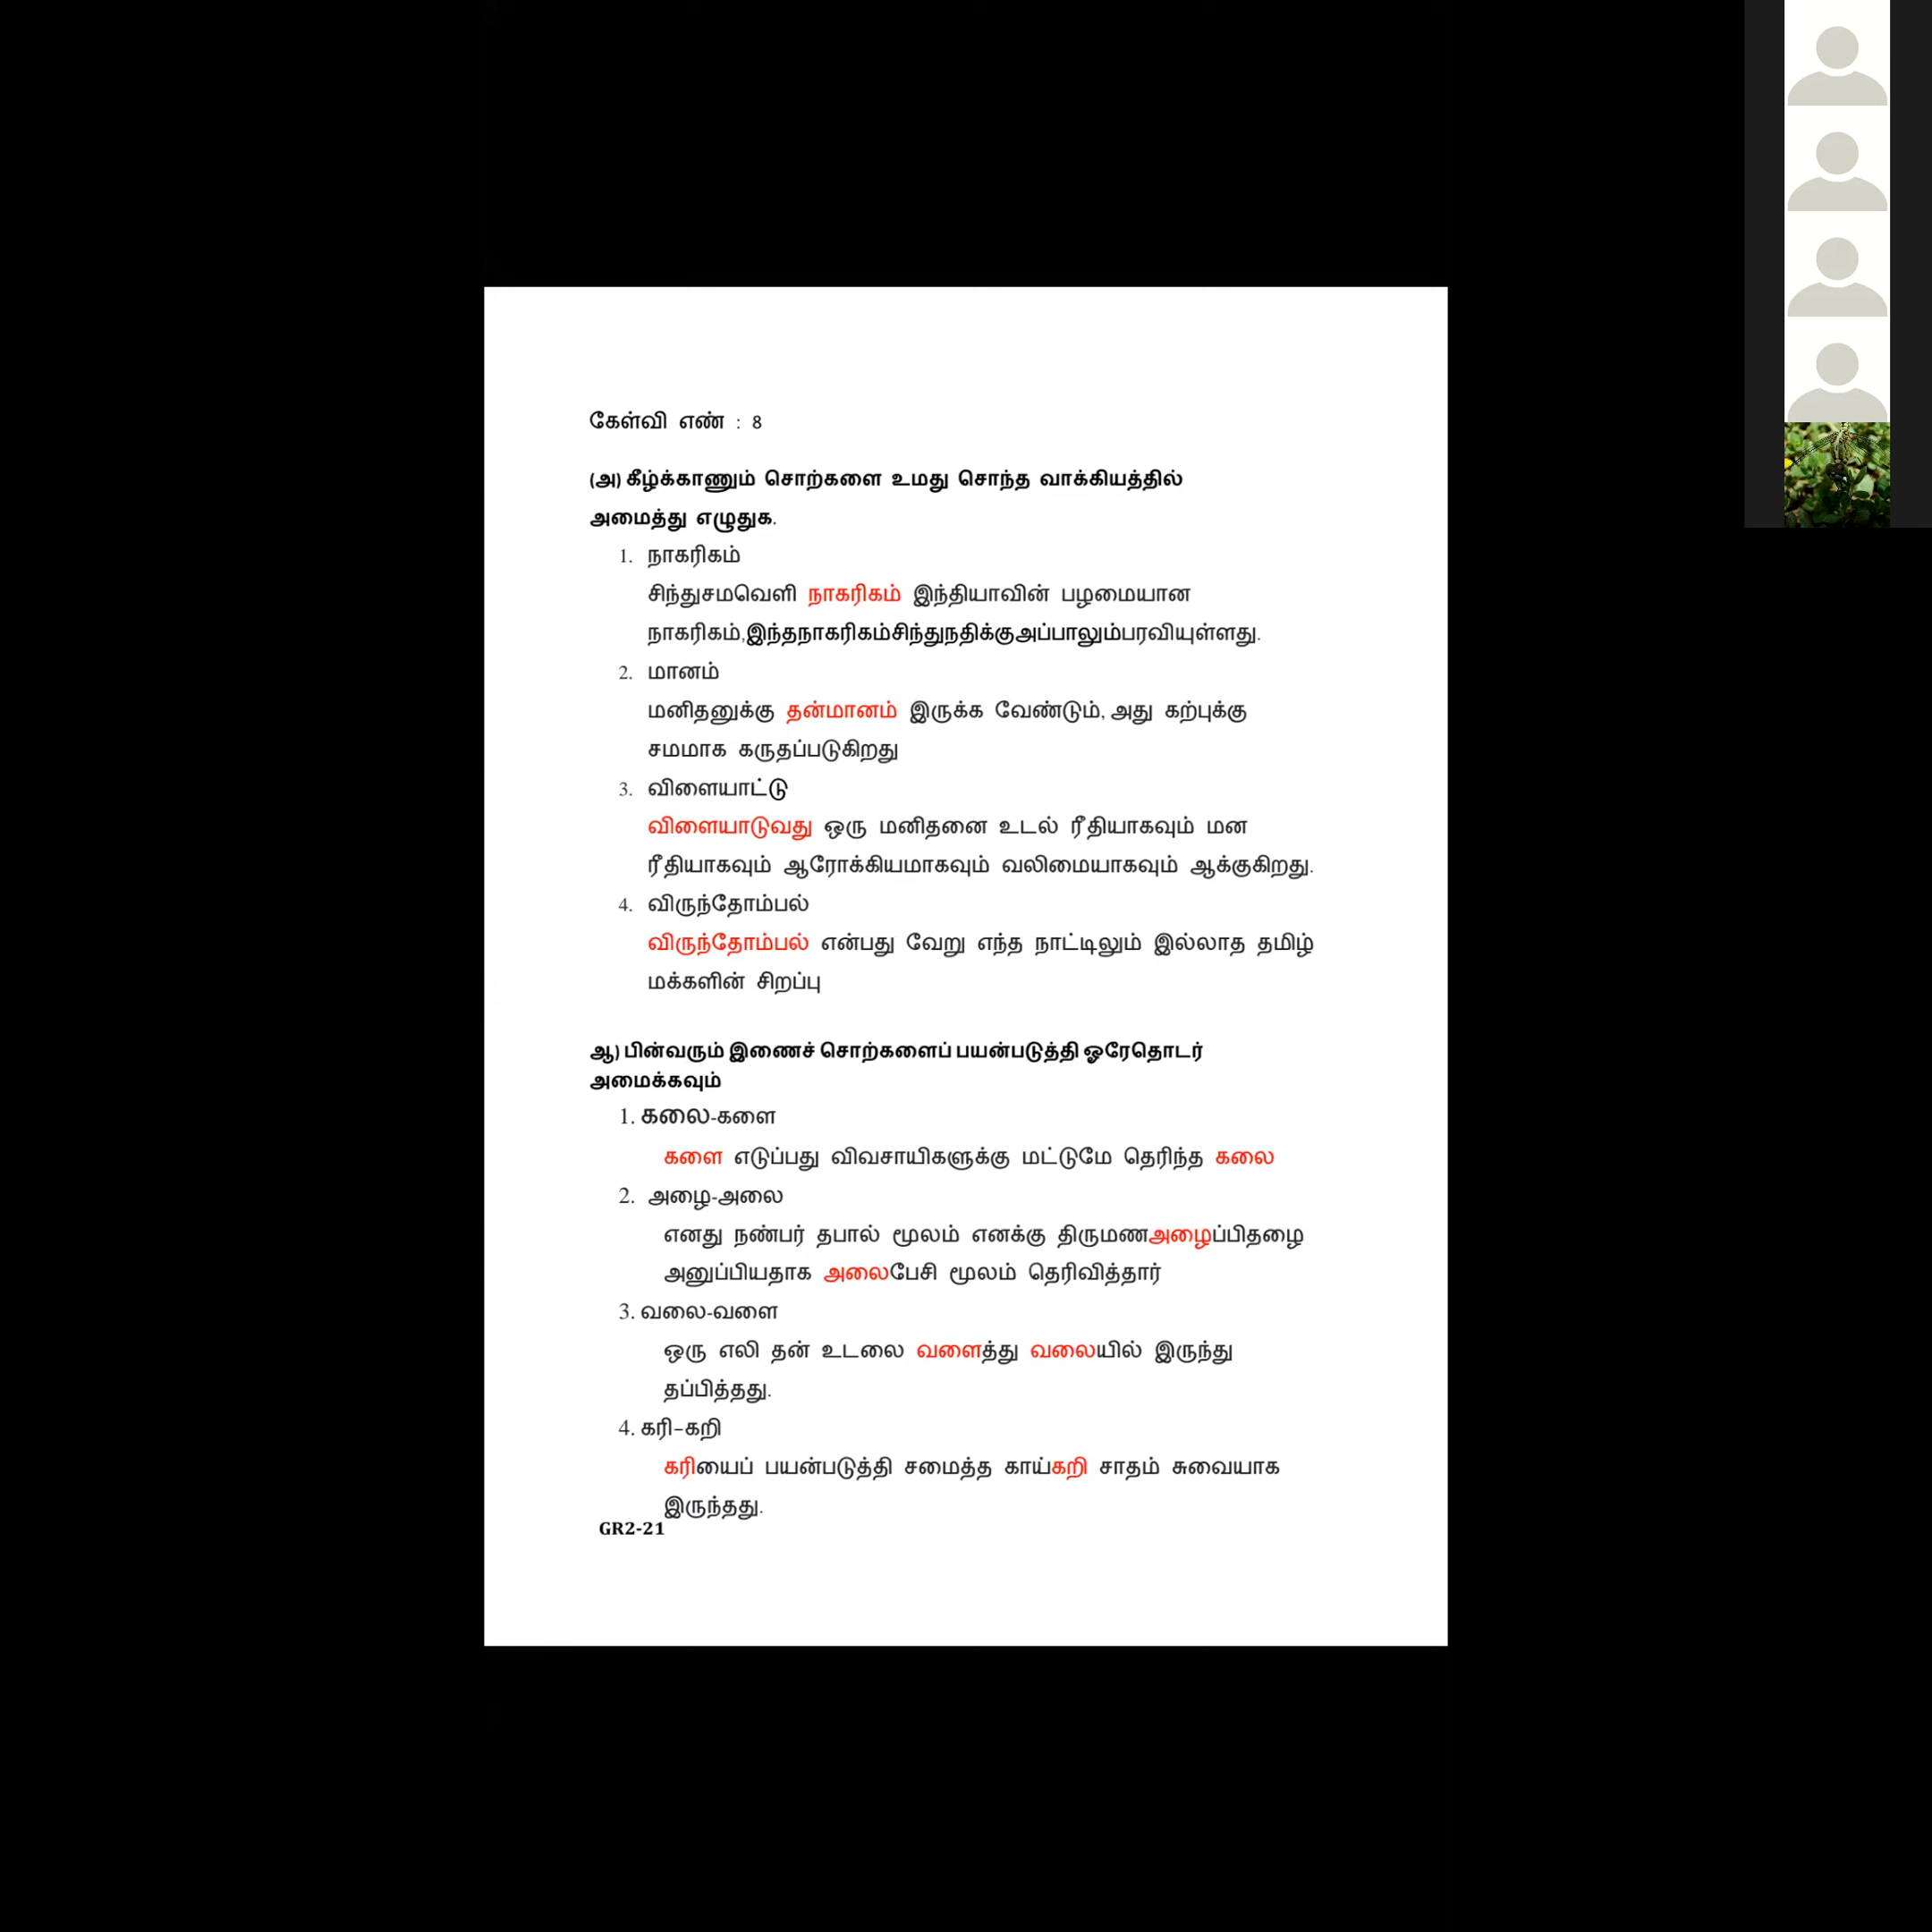 கேள்வி எண் : 8
(அ) கீழ்க்காணும் சொற்களை உமது சொந்த வாக்கியத்தில்
அமைத்து எழுதுக.
1. நாகரிகம்
சிந்துசமவெளி நாகரிகம் இந்தியாவின் பழமையான
நாகரிகம்,இந்தநாகரிகம்சிந்துநதிக்குஅப்பாலும்பரவியுள்ளது.
2. மானம்
மனிதனுக்கு தன்மானம் இருக்க வேண்டும், அது கற்புக்கு
சமமாக கருதப்படுகிறது
3. விளையாட்டு
விளையாடுவது ஒரு மனிதனை உடல் ரீதியாகவும் மன
ரீதியாகவும் ஆரோக்கியமாகவும் வலிமையாகவும் ஆக்குகிறது.
4. விருந்தோம்பல்
விருந்தோம்பல் என்பது வேறு எந்த நாட்டிலும் இல்லாத தமிழ்
மக்களின் சிறப்பு
ஆ) பின்வரும் இணைச் சொற்களைப் பயன்படுத்தி ஓரேதொடர்
அமைக்கவும்
1. கலை-களை
களை எடுப்பது விவசாயிகளுக்கு மட்டுமே தெரிந்த கலை
2. அழை-அலை
எனது நண்பர் தபால் மூலம் எனக்கு திருமணஅழைப்பிதழை
அனுப்பியதாக அலைபேசி மூலம் தெரிவித்தார்
3. வலை-வளை
ஒரு எலி தன் உடலை வளைத்து வலையில் இருந்து
தப்பித்தது.
4. கரி-கறி
கரியைப் பயன்படுத்தி சமைத்த காய்கறி சாதம் சுவையாக
இருந்தது.
GR2-21